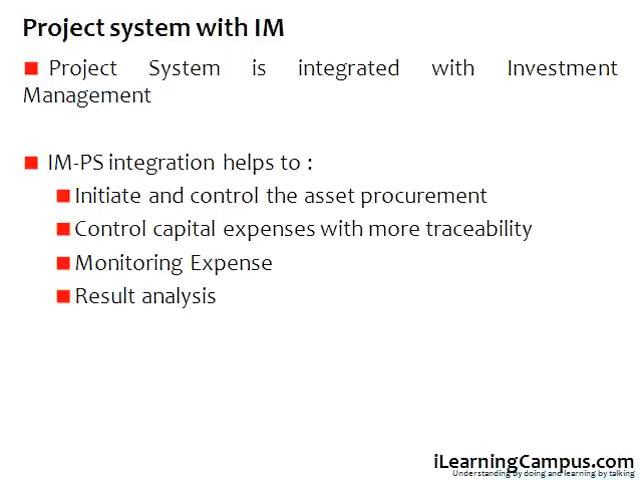 Project system with IM
Project System is integrated with Investment
Management
IM-PS integration helps to :
Initiate and control the asset procurement
Control capital expenses with more traceability
Monitoring Expense
Result analysis
iLearningCampus.com
Understanding by doing and learning by talking